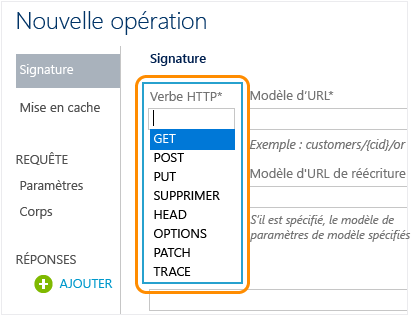 Nouvelle opération
Signature
Mise en cache
REQUÊTE
Paramètres
Corps
RÉPONSES
AJOUTER
Signature
Verbe HTTP*
GET
POST
PUT
SUPPRIMER
HEAD
OPTIONS
PATCH
TRACE
Modèle d'URL*
Exemple : customers/{cid}/or
Modèle d'URL de réécriture
S'il est spécifié, le modèle de
paramètres de modèle spécifiés